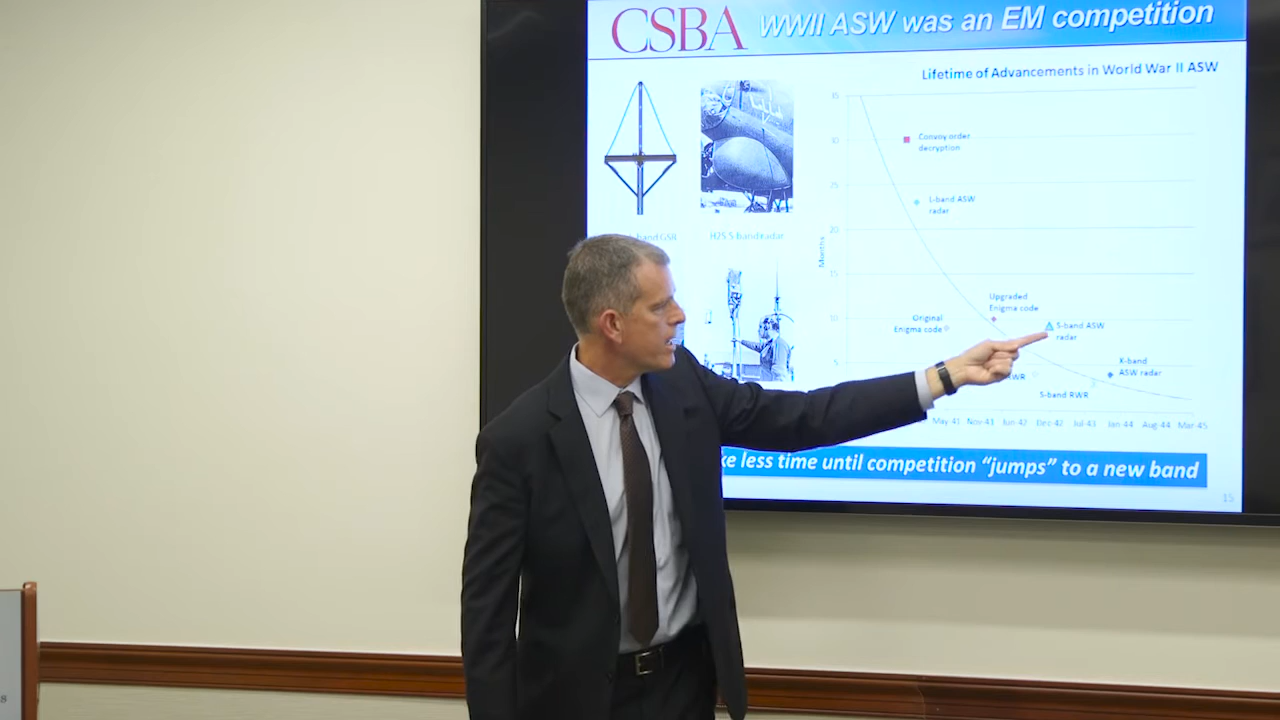 CSBA WWII ASW was an EM competition
Lifetime of Advancements in World War II ASW
Convoy order
decryption
L-band ASW
radar
Months
30
25
20
15
10
5
H2S S band radar
Upgraded
Enigma code
Original
Enigma code
S-band ASW
radar
X-band
ASW radar
RWR
S-band RWR
May-41 Nov-41 Jun-42 Dec-42 Jul-43 Jan-44 Aug-44 Mar-45
less time until competition "jumps" to a new band
15